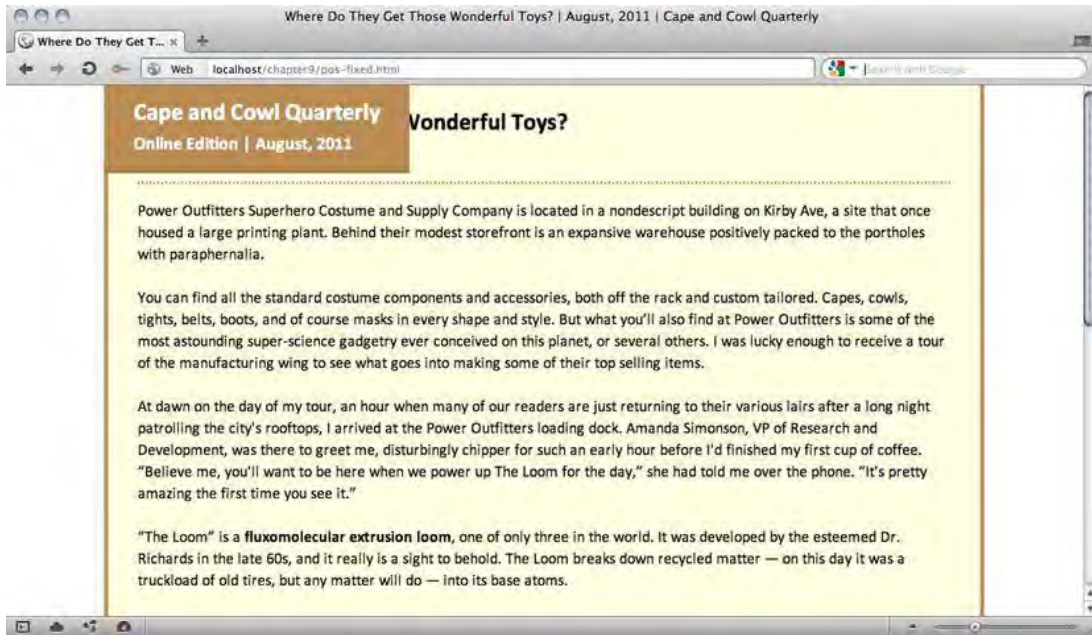 Where Do They Get Those Wonderful Toys? | August, 2011 | Cape and Cowl Quarterly
Where Do They Get T...
Web localhost/chapter9/pos-fixed.html
Search with Google
Cape and Cowl Quarterly
Wonderful Toys?
Online Edition | August, 2011
Power Outfitters Superhero Costume and Supply Company is located in a nondescript building on Kirby Ave, a site that once
housed a large printing plant. Behind their modest storefront is an expansive warehouse positively packed to the portholes
with paraphernalia.
You can find all the standard costume components and accessories, both off the rack and custom tailored. Capes, cowls,
tights, belts, boots, and of course masks in every shape and style. But what you'll also find at Power Outfitters is some of the
most astounding super-science gadgetry ever conceived on this planet, or several others. I was lucky enough to receive a tour
of the manufacturing wing to see what goes into making some of their top selling items.
At dawn on the day of my tour, an hour when many of our readers are just returning to their various lairs after a long night
patrolling the city's rooftops, I arrived at the Power Outfitters loading dock. Amanda Simonson, VP of Research and
Development, was there to greet me, disturbingly chipper for such an early hour before I'd finished my first cup of coffee.
“Believe me, you'll want to be here when we power up The Loom for the day,” she had told me over the phone. “It's pretty
amazing the first time you see it.”
“The Loom” is a fluxomolecular extrusion loom, one of only three in the world. It was developed by the esteemed Dr.
Richards in the late 60s, and it really is a sight to behold. The Loom breaks down recycled matter — on this day it was a
truckload of old tires, but any matter will do — into its base atoms.